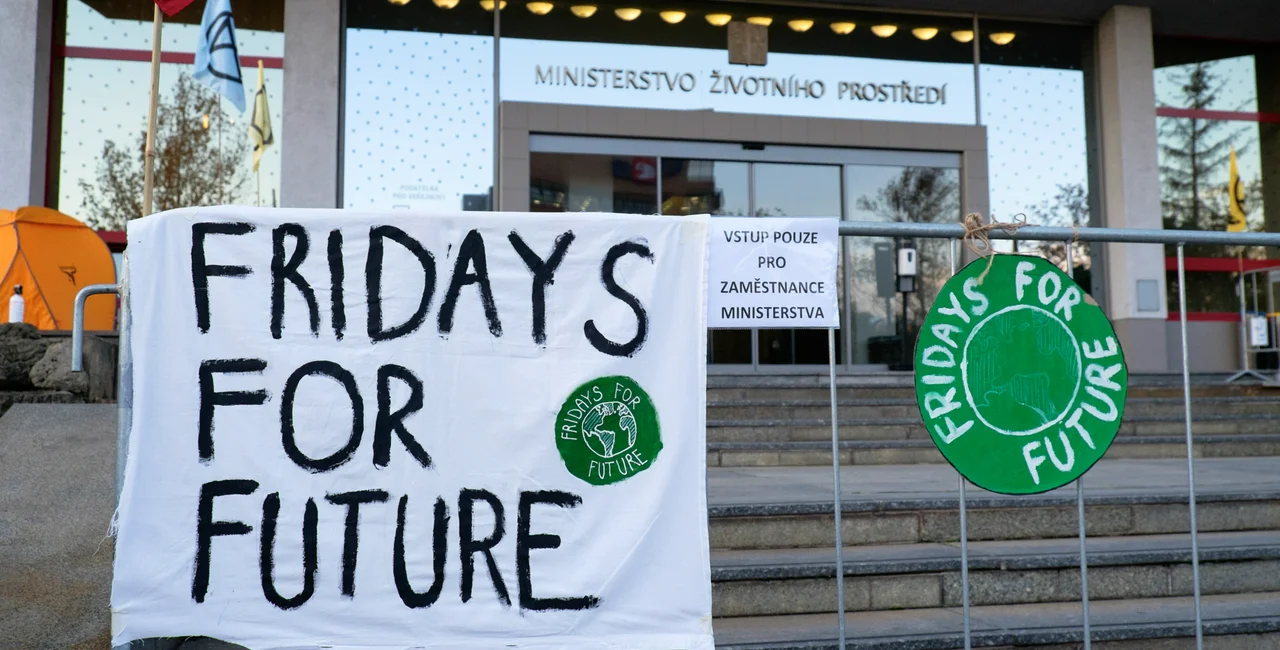 MINISTERSTVO ŽIVOTNÍHO PROSTŘEDÍ
FRIDAYS
FOR
FUTURE
FRIDAYS FOR
FUTURE
VSTUP POUZE
PRO
ZAMĚSTNANCE
MINISTERSTVA
FRIDAYS FOR
FUTURE